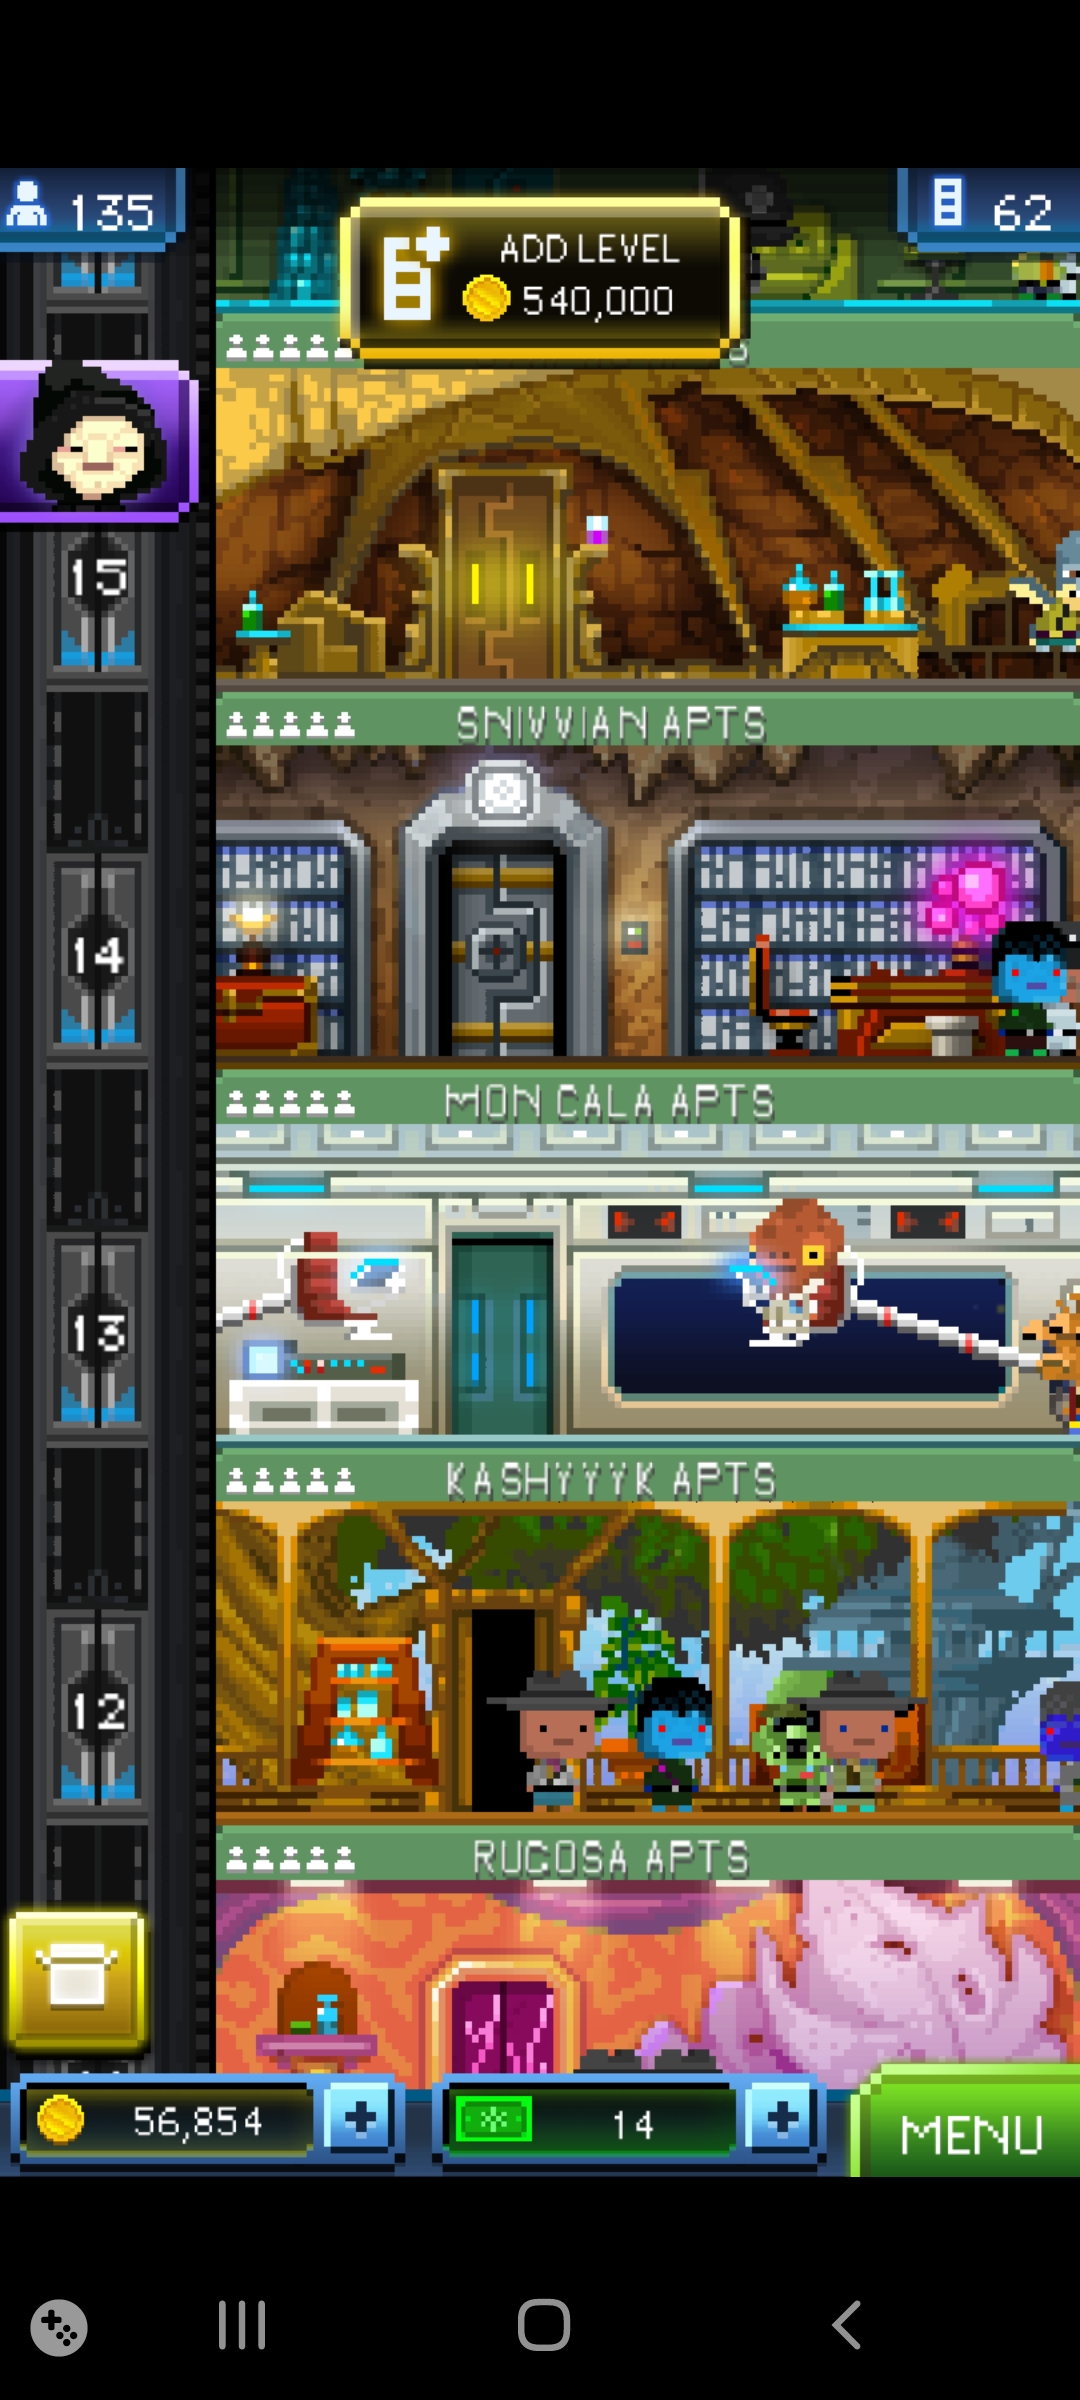 135
62
ADD LEVEL
540,000
S
15
SNIVVIAN APTS
14
MON CALA APTS
13
KASHYYYK APTS
12
RUGOSA APTS
56,854
14
MENU